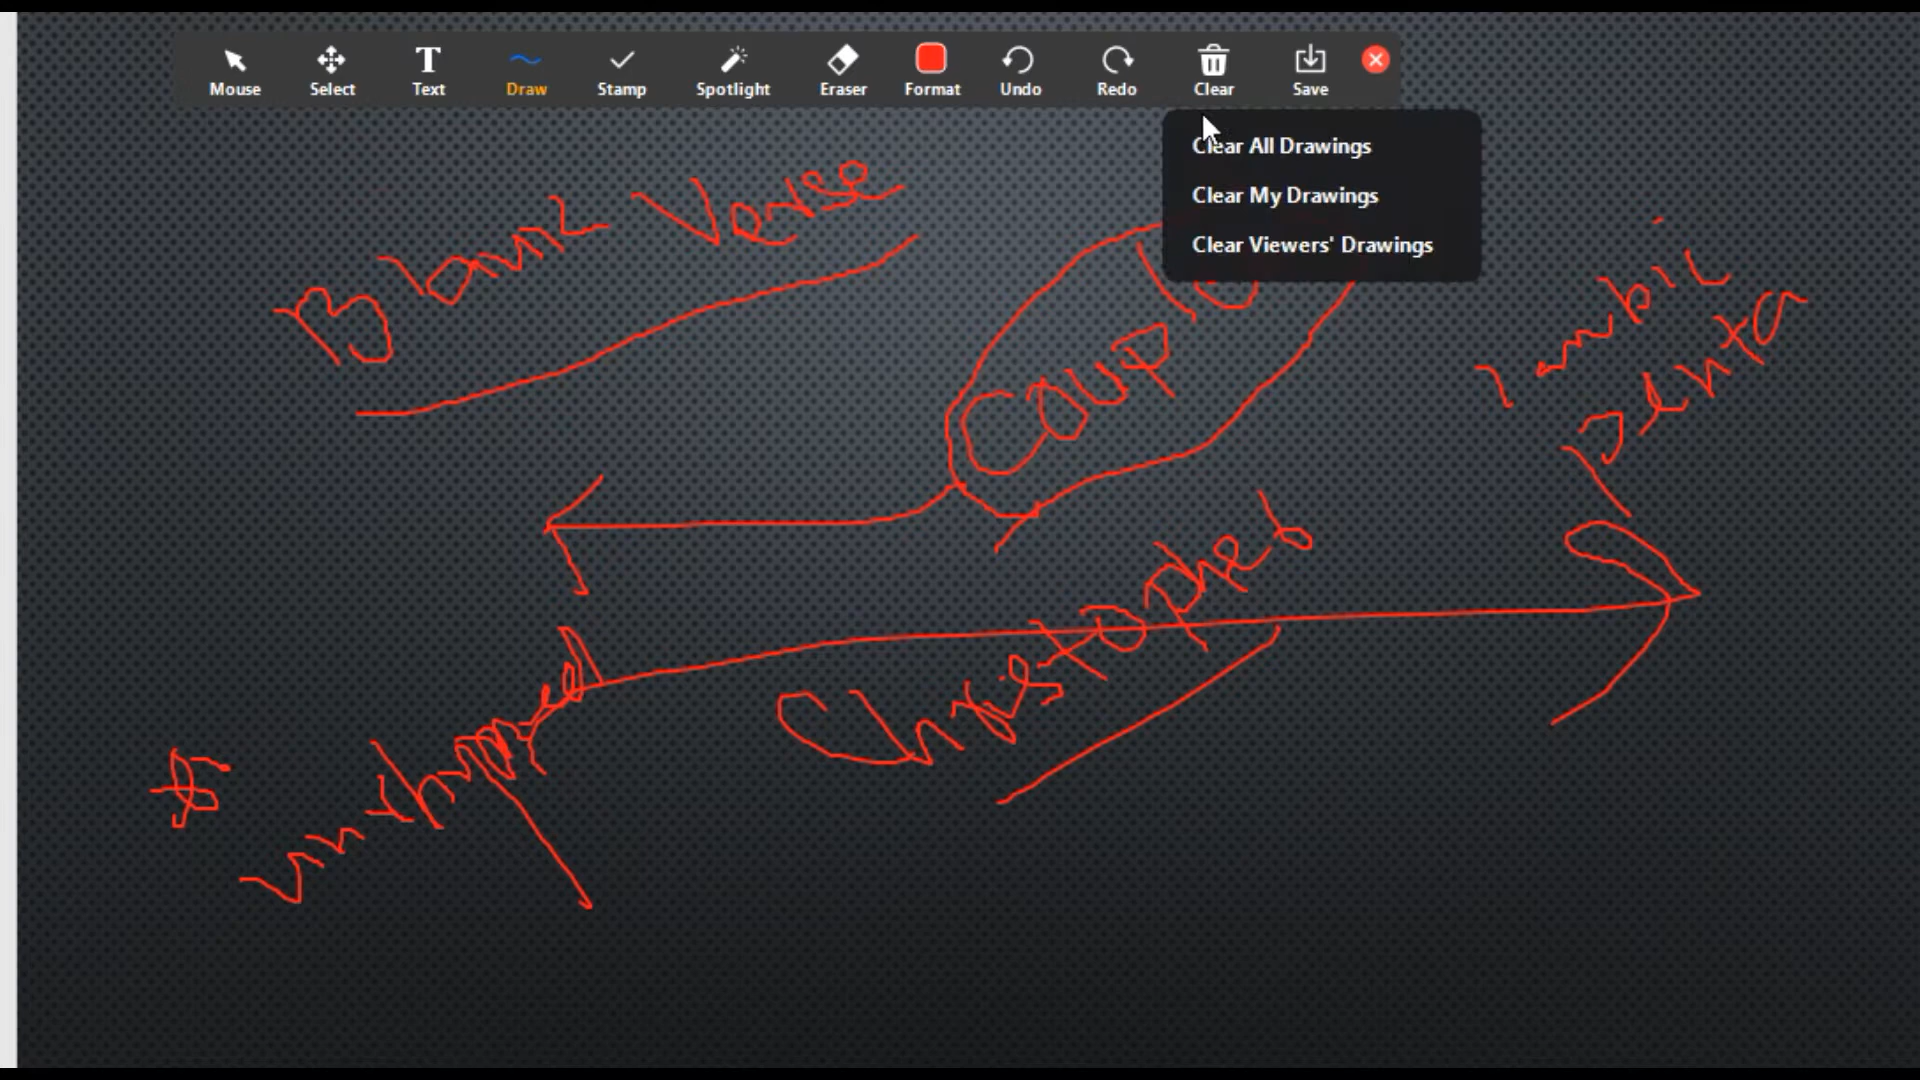 Mouse Select Text Draw Stamp Spotlight Eraser Format Undo Redo Clear Save
Clear All Drawings
Clear My Drawings
Clear Viewers' Drawings
Blank Verse
Coupl
Iambic
Penta
Christopher
unrhymed